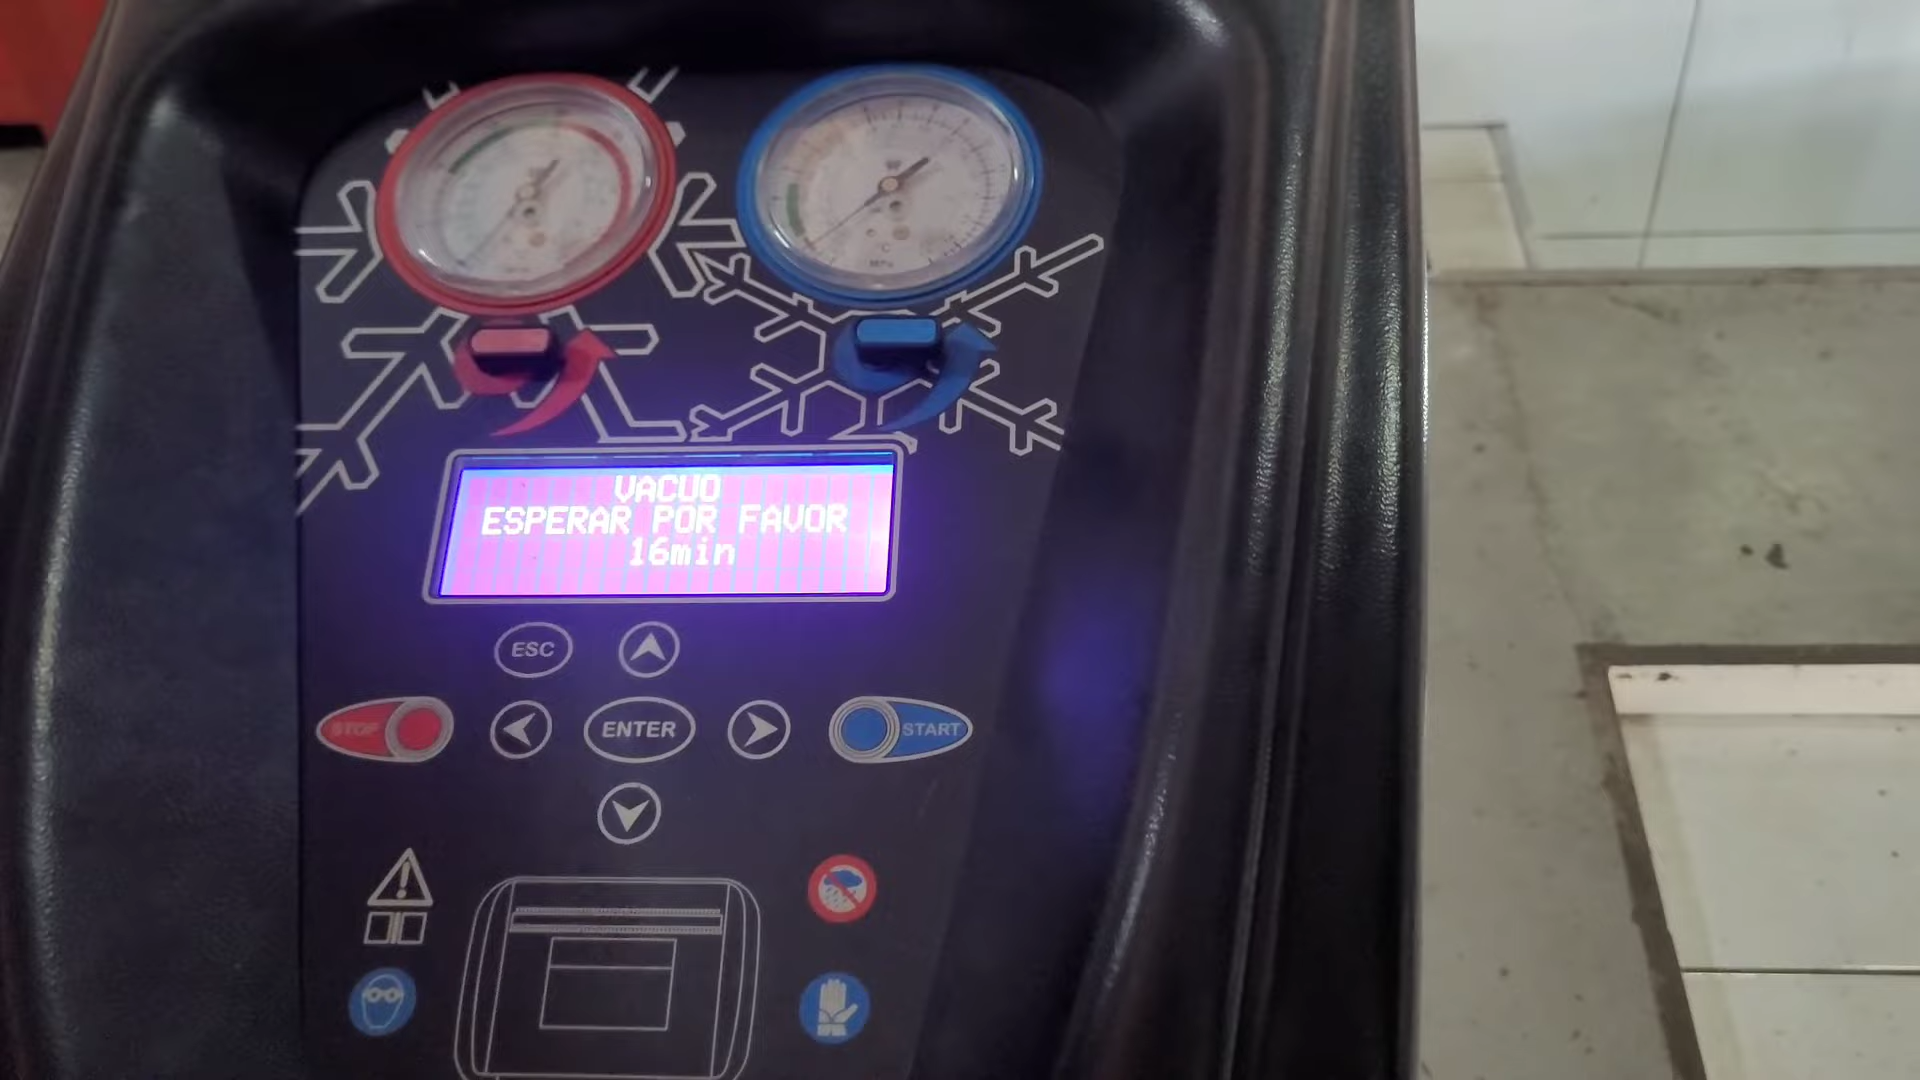 VACUO
ESPERAR POR FAVOR
16min
ESC
STOP
ENTER
START